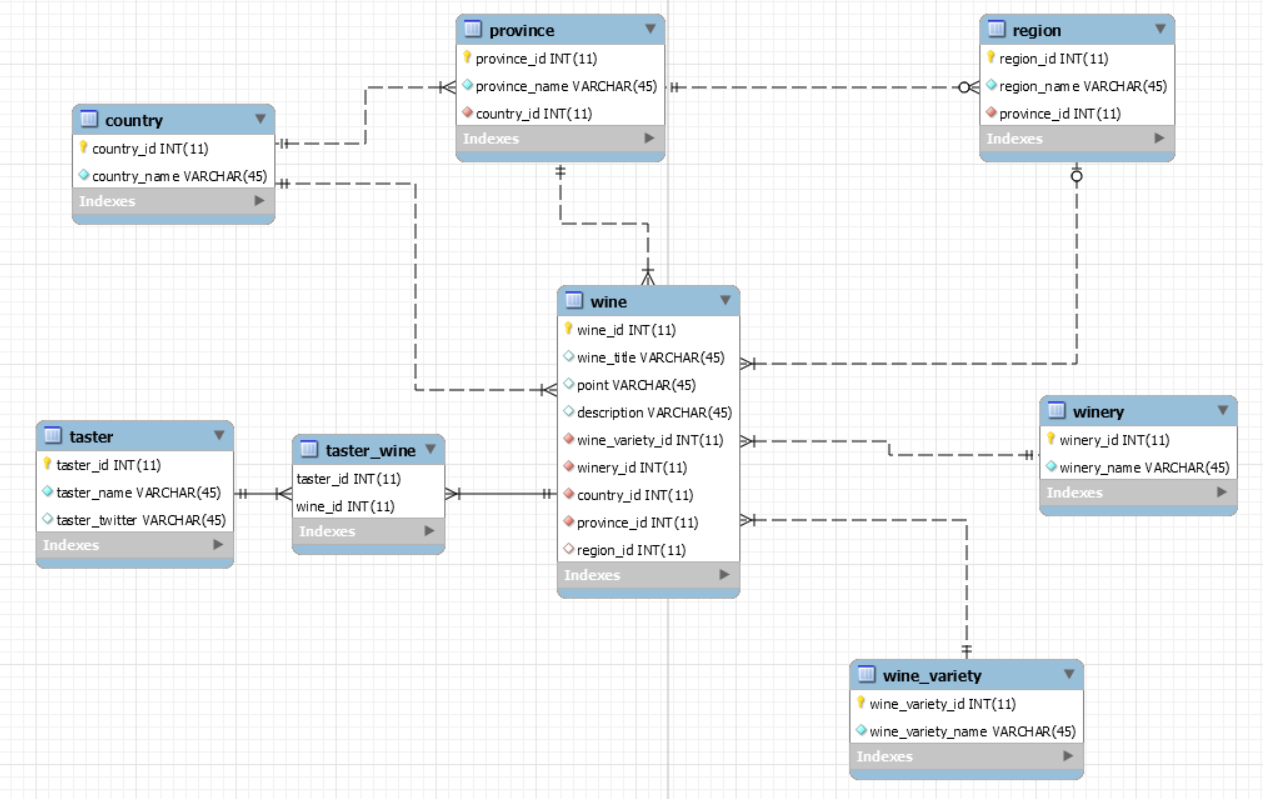 province
province_id INT(11)
province_name VARCHAR(45)
country_id INT(11)
Indexes
region
region_id INT(11)
region_name VARCHAR(45)
province_id INT(11)
Indexes
country
country_id INT(11)
country_name VARCHAR(45)
Indexes
wine
wine_id INT(11)
wine_title VARCHAR(45)
point VARCHAR(45)
description VARCHAR(45)
wine_variety_id INT(11)
winery_id INT(11)
country_id INT(11)
province_id INT(11)
region_id INT(11)
Indexes
winery
winery_id INT(11)
winery_name VARCHAR(45)
Indexes
taster
taster_id INT(11)
taster_name VARCHAR(45)
taster_twitter VARCHAR(45)
Indexes
taster_wine
taster_id INT(11)
wine_id INT(11)
Indexes
wine_variety
wine_variety_id INT(11)
wine_variety_name VARCHAR(45)
Indexes